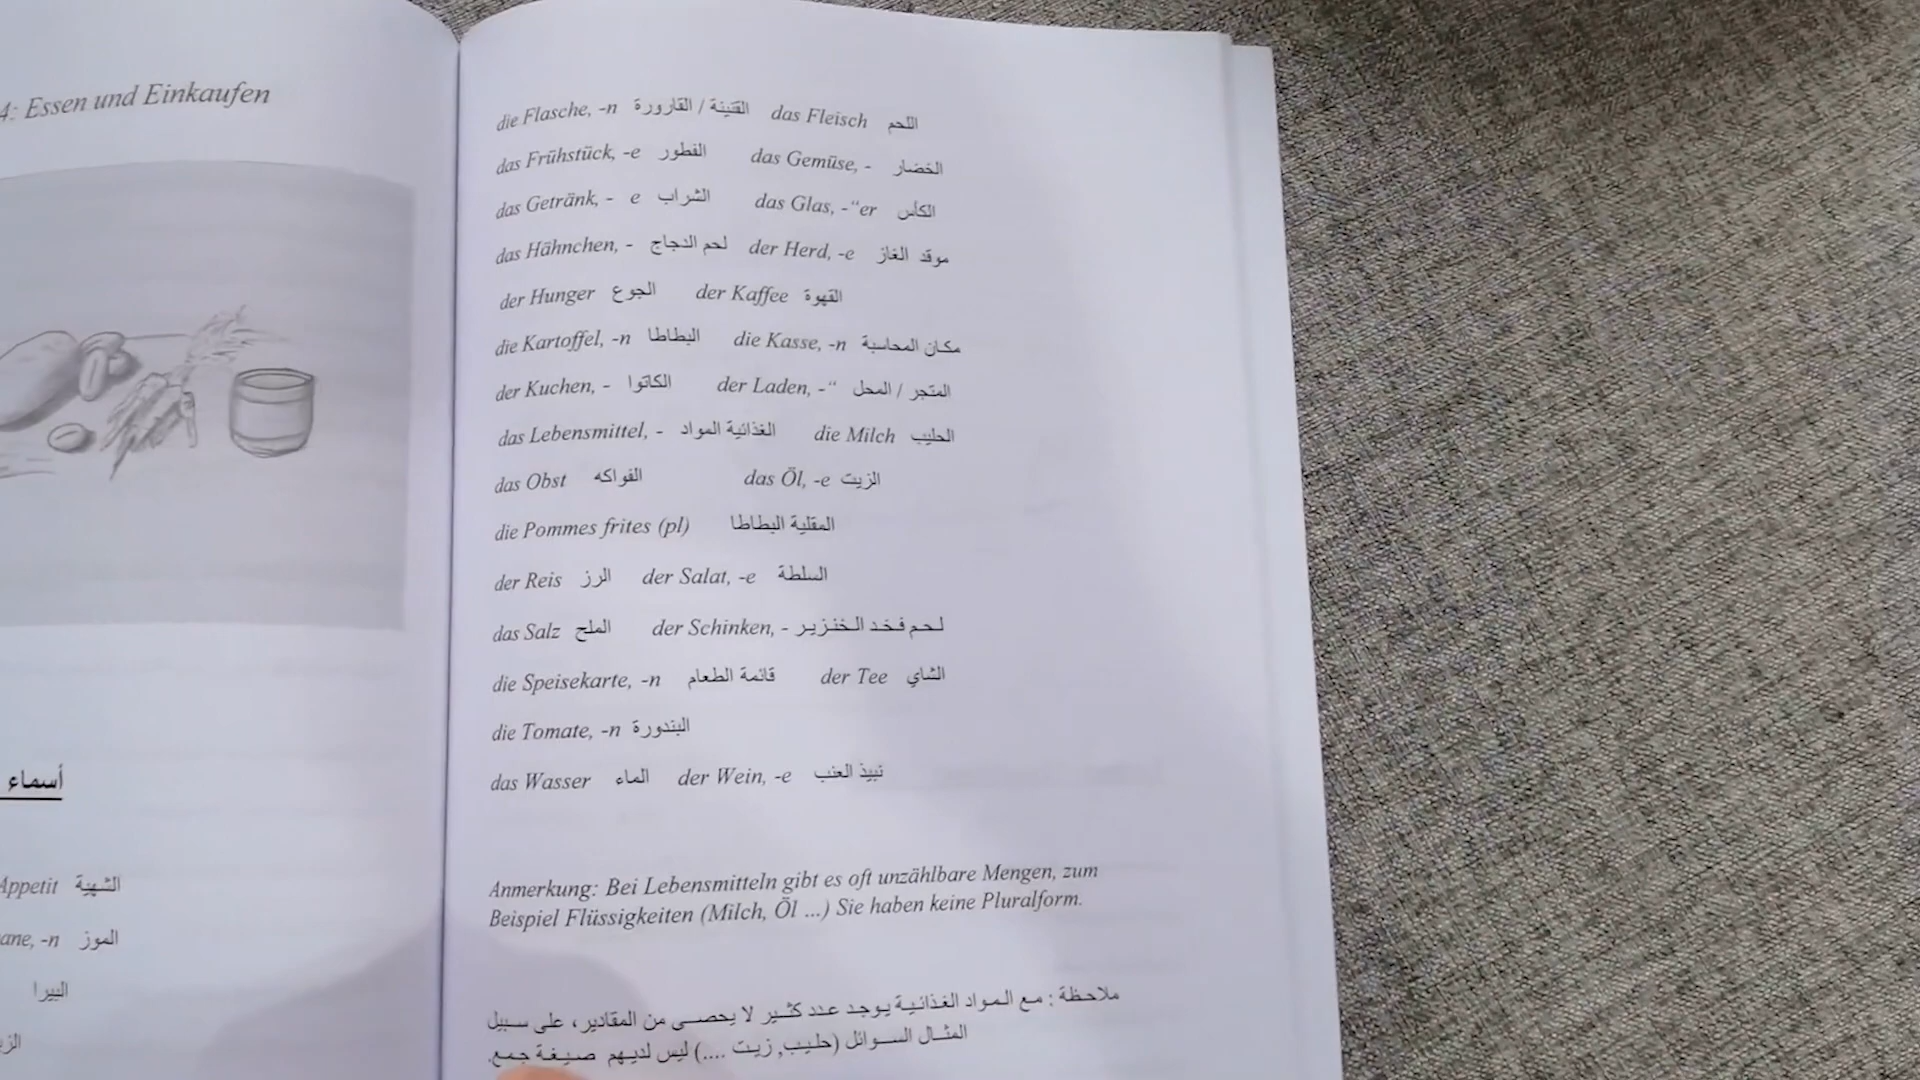 4: Essen und Einkaufen
أسماء
Appetit الشهية
ane, -n الموز
البيرا
die Flasche, -n القنينة / القارورة das Fleisch اللحم
das Frühstück, -e الفطور das Gemüse, - الخضار
das Getränk, - e الشراب das Glas, -“er الكأس
das Hähnchen, - لحم الدجاج der Herd, -e موقد الغاز
der Hunger الجوع der Kaffee القهوة
die Kartoffel, -n البطاطا die Kasse, -n مكان المحاسبة
der Kuchen, - الكاتوا der Laden, -“ المتجر / المحل
das Lebensmittel, - الغذائية المواد die Milch الحليب
das Obst الفواكه das Öl, -e الزيت
die Pommes frites (pl) المقلية البطاطا
der Reis الرز der Salat, -e السلطة
das Salz الملح der Schinken, - لحم فخد الخنزير
die Speisekarte, -n قائمة الطعام der Tee الشاي
die Tomate, -n البندورة
das Wasser الماء der Wein, -e نبيذ العنب
Anmerkung: Bei Lebensmitteln gibt es oft unzählbare Mengen, zum
Beispiel Flüssigkeiten (Milch, Öl ...) Sie haben keine Pluralform.
ملاحظة : مع المواد الغذائية يوجد عدد كثير لا يحصى من المقادير، على سبيل
المثال السوائل (حليب, زيت ....) ليس لديهم صيغة جمع.